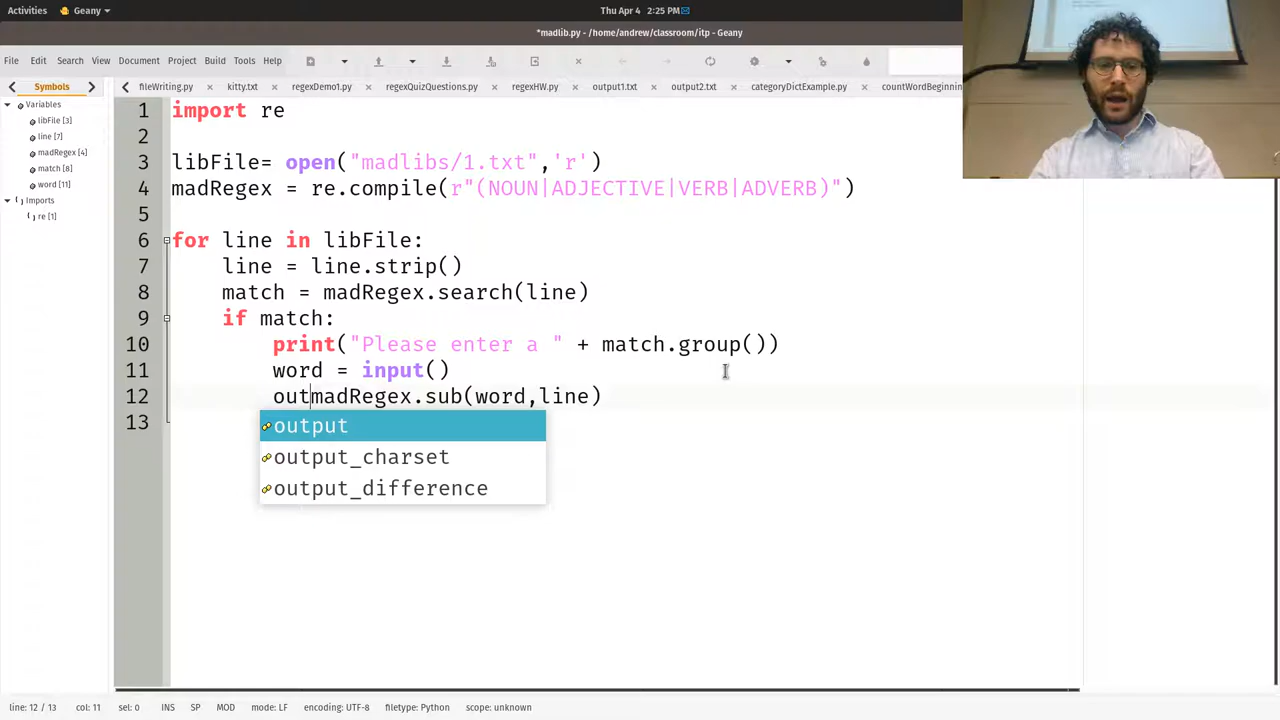 Activities Geany Thu Apr 4 2:25 PM
*madlib.py - /home/andrew/classroom/itp - Geany
File Edit Search View Document Project Build Tools Help
Symbols fileWriting.py kitty.txt regexDemo1.py regexQuizQuestions.py regexHW.py output1.txt output2.txt categoryDictExample.py countWordBeginnin
Variables
libFile [3]
line [7]
madRegex [4]
match [8]
word [11]
Imports
re [1]
1 import re
2
3 libFile= open("madlibs/1.txt",'r')
4 madRegex = re.compile(r"(NOUN|ADJECTIVE|VERB|ADVERB)")
5
6 for line in libFile:
7 line = line.strip()
8 match = madRegex.search(line)
9 if match:
10 print("Please enter a " + match.group())
11 word = input()
12 outmadRegex.sub(word,line)
13
output
output_charset
output_difference
line: 12 / 13 col: 11 sel: 0 INS SP MOD mode: LF encoding: UTF-8 filetype: Python scope: unknown